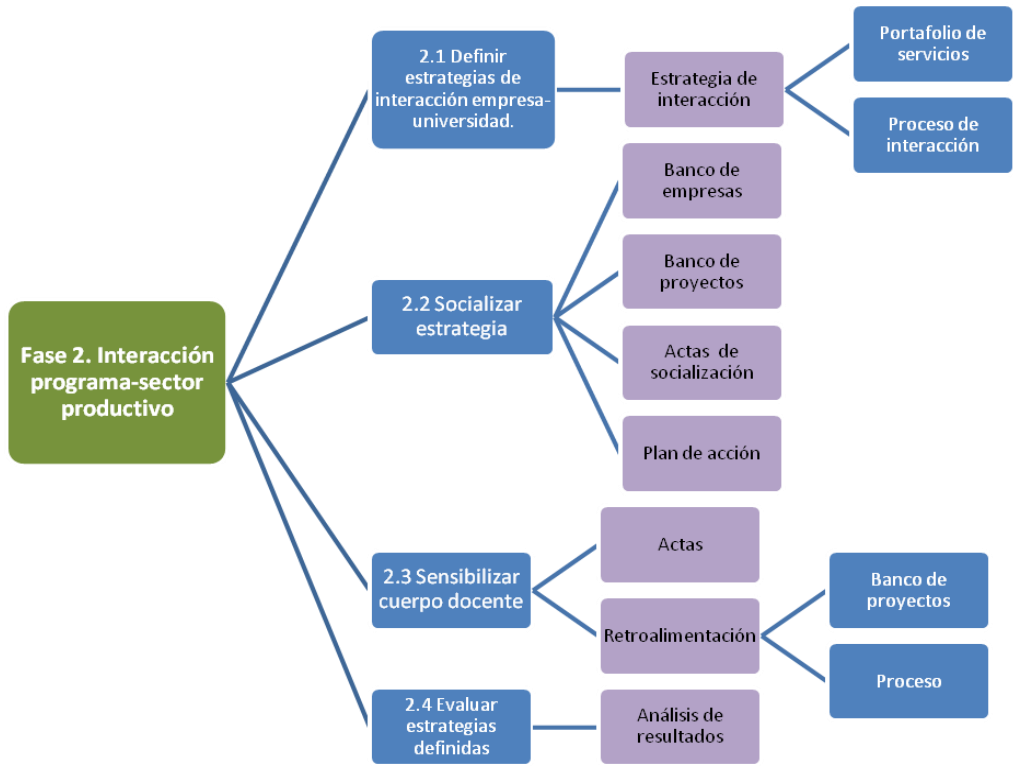 Fase 2. Interacción
programa-sector
productivo
2.1 Definir
estrategias de
interacción empresa-
universidad.
Estrategia de
interacción
Portafolio de
servicios
Proceso de
interacción
2.2 Socializar
estrategia
Banco de
empresas
Banco de
proyectos
Actas de
socialización
Plan de acción
2.3 Sensibilizar
cuerpo docente
Actas
Retroalimentación
Banco de
proyectos
Proceso
2.4 Evaluar
estrategias
definidas
Análisis de
resultados